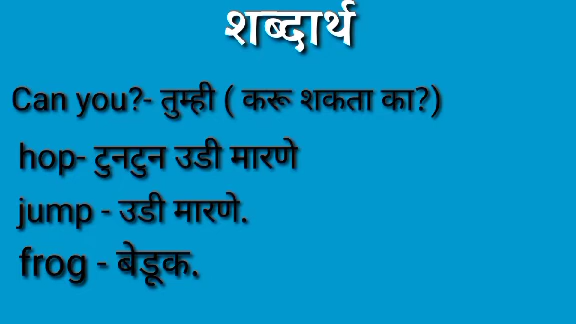 शब्दार्थ
Can you?- तुम्ही ( करू शकता का?)
hop- टुनटुन उडी मारणे
jump - उडी मारणे.
frog - बेडूक.